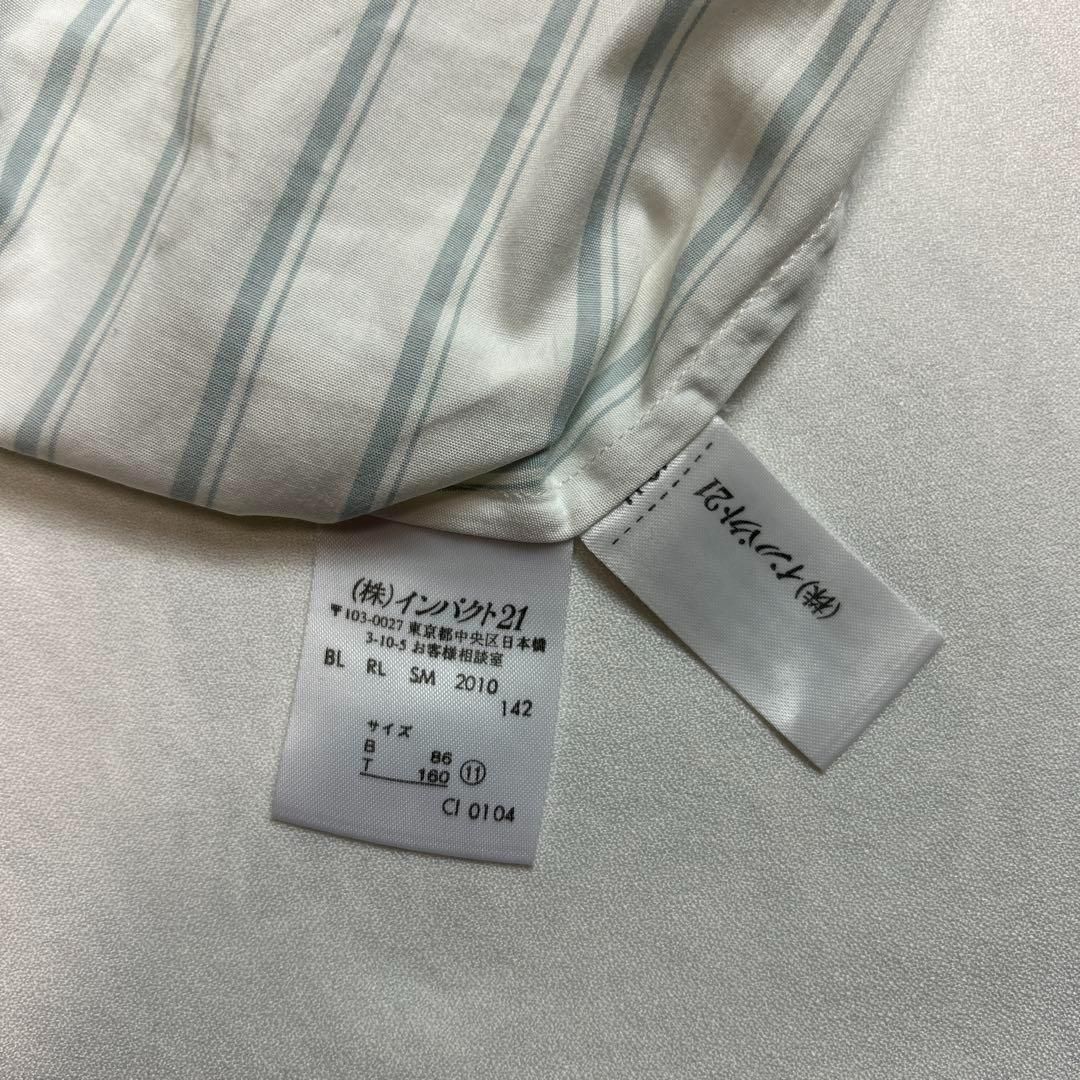 (株)インパクト21
〒103-0027 東京都中央区日本橋
3-10-5 お客様相談室
BL RL SM 2010
142
サイズ
B 86
T 160 ⑪
CI 0104
(株)インパクト21